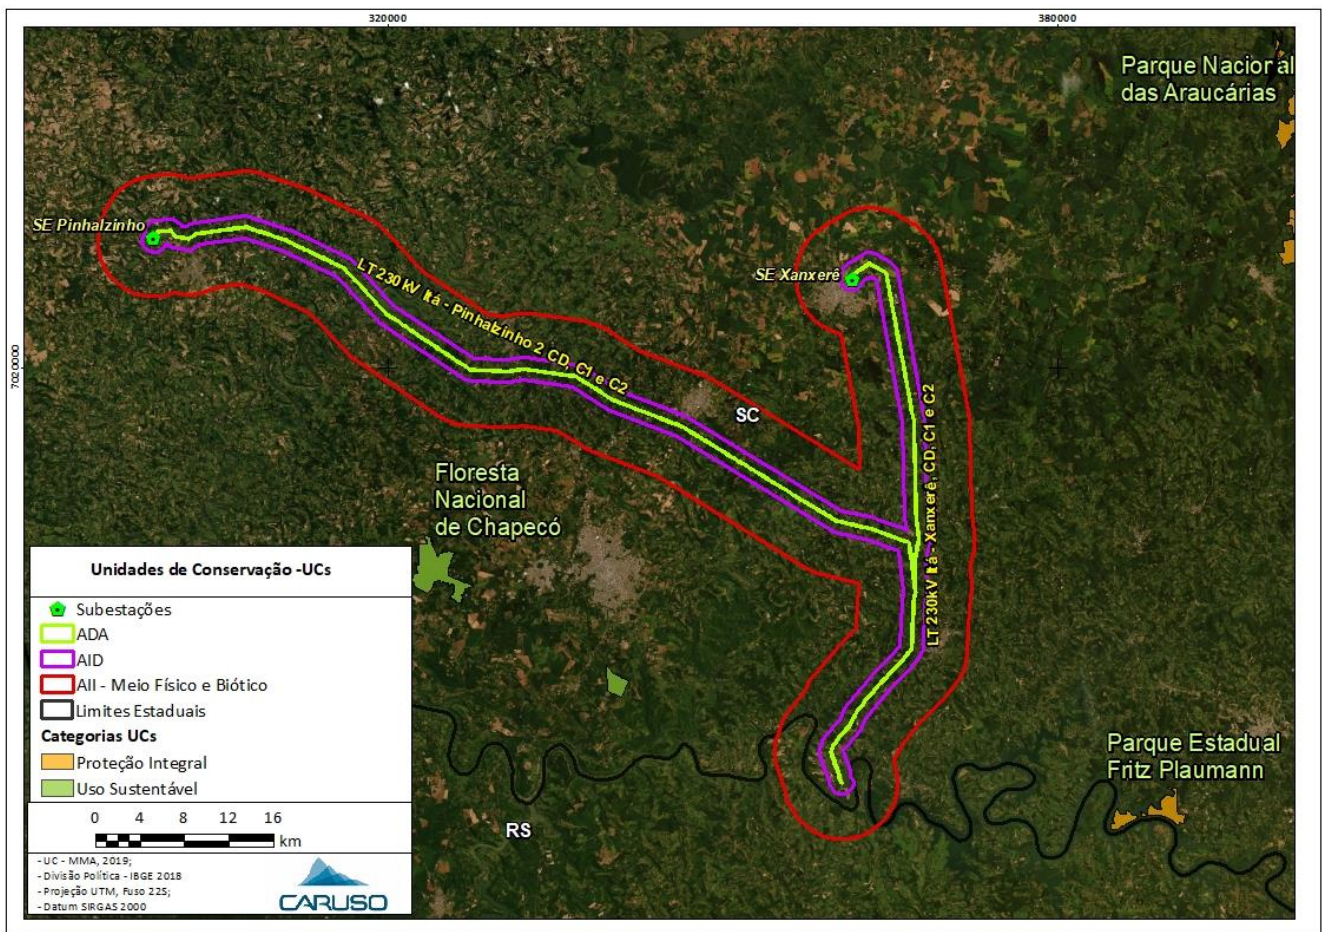 320000
380000
7020000
Parque Nacional
das Araucárias
SE Pinhalzinho
SE Xanxerê
LT 230 kV Itá - Pinhalzinho 2 CD, C1 e C2
SC
LT 230kV Itá - Xanxerê, CD, C1 e C2
Floresta
Nacional
de Chapecó
Parque Estadual
Fritz Plaumann
RS
Unidades de Conservação -UCs
Subestações
ADA
AID
AII - Meio Físico e Biótico
Limites Estaduais
Categorias UCs
Proteção Integral
Uso Sustentável
0 4 8 12 16
km
- UC - MMA, 2019;
- Divisão Política - IBGE 2018
- Projeção UTM, Fuso 22S;
- Datum SIRGAS 2000
CARUSO